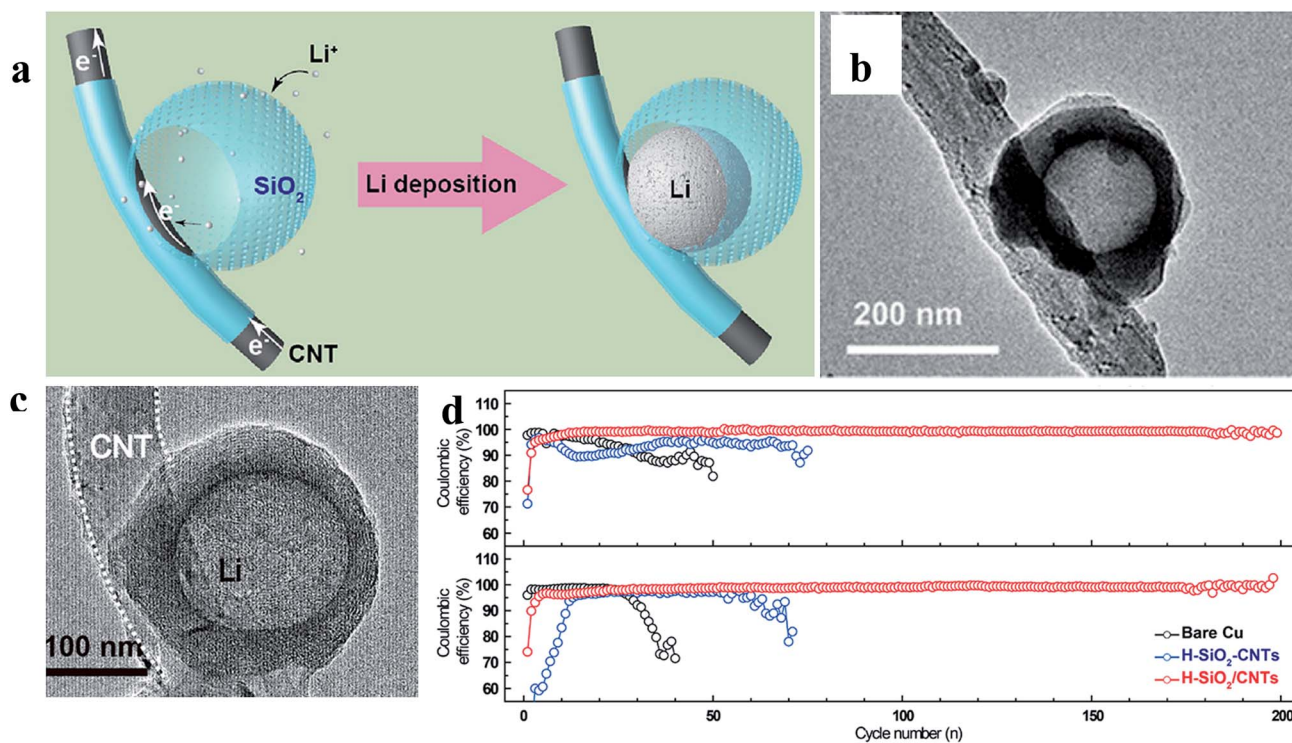 a
e-
Li+
SiO2
e-
e-
CNT
Li deposition
Li
b
200 nm
c
CNT
Li
100 nm
d
Coulombic
efficiency (%)
110
100
90
80
70
60
Coulombic
efficiency (%)
110
100
90
80
70
60
Bare Cu
H-SiO2-CNTs
H-SiO2/CNTs
0 50 100 150 200
Cycle number (n)